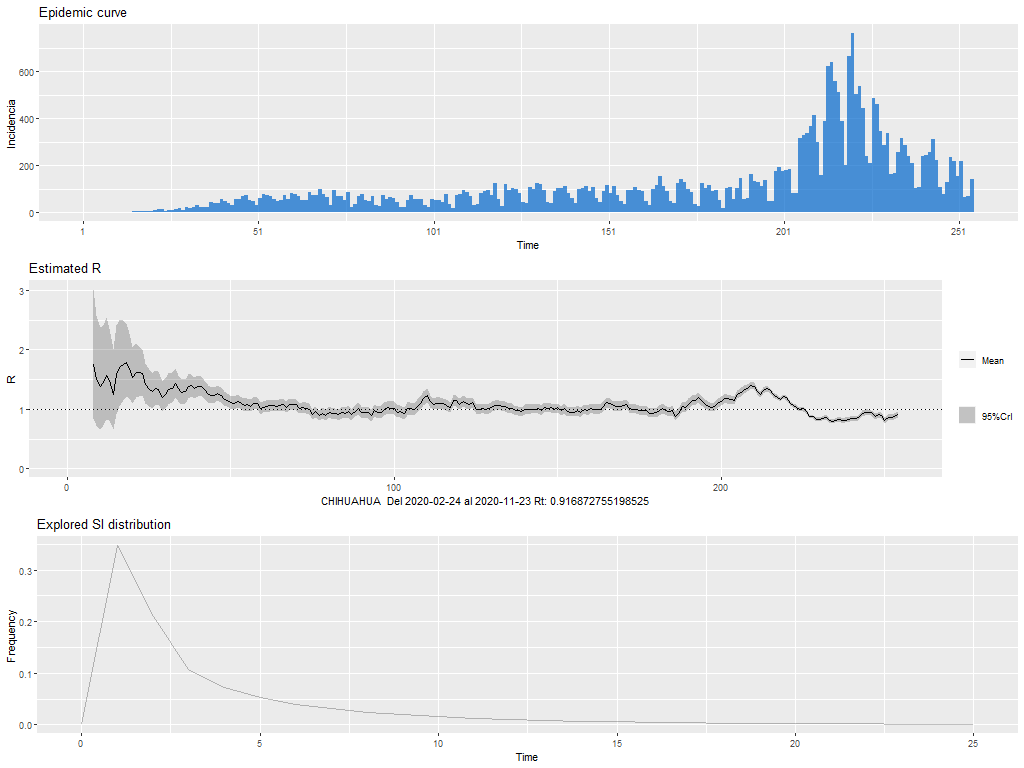 Epidemic curve
Incidencia
600
400
200
0
1 51 101 151 201 251
Time
Estimated R
R
3
2
1
0
0 100 200
CHIHUAHUA Del 2020-02-24 al 2020-11-23 Rt: 0.916872755198525
Mean
95%CrI
Explored SI distribution
Frequency
0.3
0.2
0.1
0.0
0 5 10 15 20 25
Time